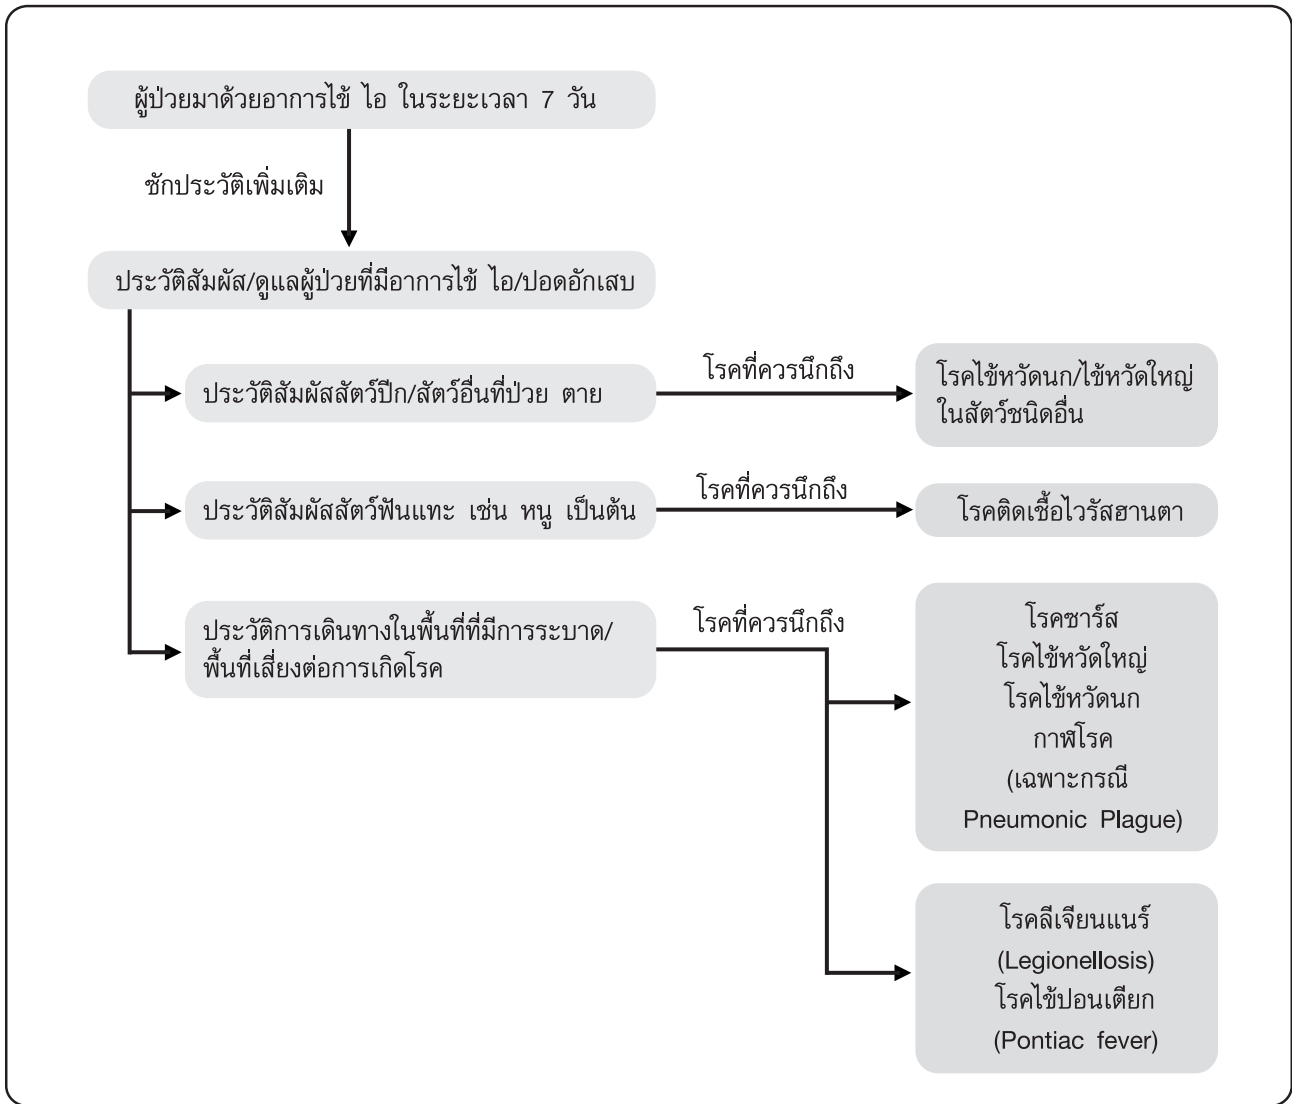 ผู้ป่วยมาด้วยอาการไข้ ไอ ในระยะเวลา 7 วัน
ซักประวัติเพิ่มเติม
ประวัติสัมผัส/ดูแลผู้ป่วยที่มีอาการไข้ ไอ/ปอดอักเสบ
ประวัติสัมผัสสัตว์ปีก/สัตว์อื่นที่ป่วย ตาย
โรคที่ควรนึกถึง
โรคไข้หวัดนก/ไข้หวัดใหญ่
ในสัตว์ชนิดอื่น
ประวัติสัมผัสสัตว์ฟันแทะ เช่น หนู เป็นต้น
โรคที่ควรนึกถึง
โรคติดเชื้อไวรัสฮานตา
ประวัติการเดินทางในพื้นที่ที่มีการระบาด/
พื้นที่เสี่ยงต่อการเกิดโรค
โรคที่ควรนึกถึง
โรคซาร์ส
โรคไข้หวัดใหญ่
โรคไข้หวัดนก
กาฬโรค
(เฉพาะกรณี
Pneumonic Plague)
โรคลีเจียนแนร์
(Legionellosis)
โรคไข้ปอนเตียก
(Pontiac fever)